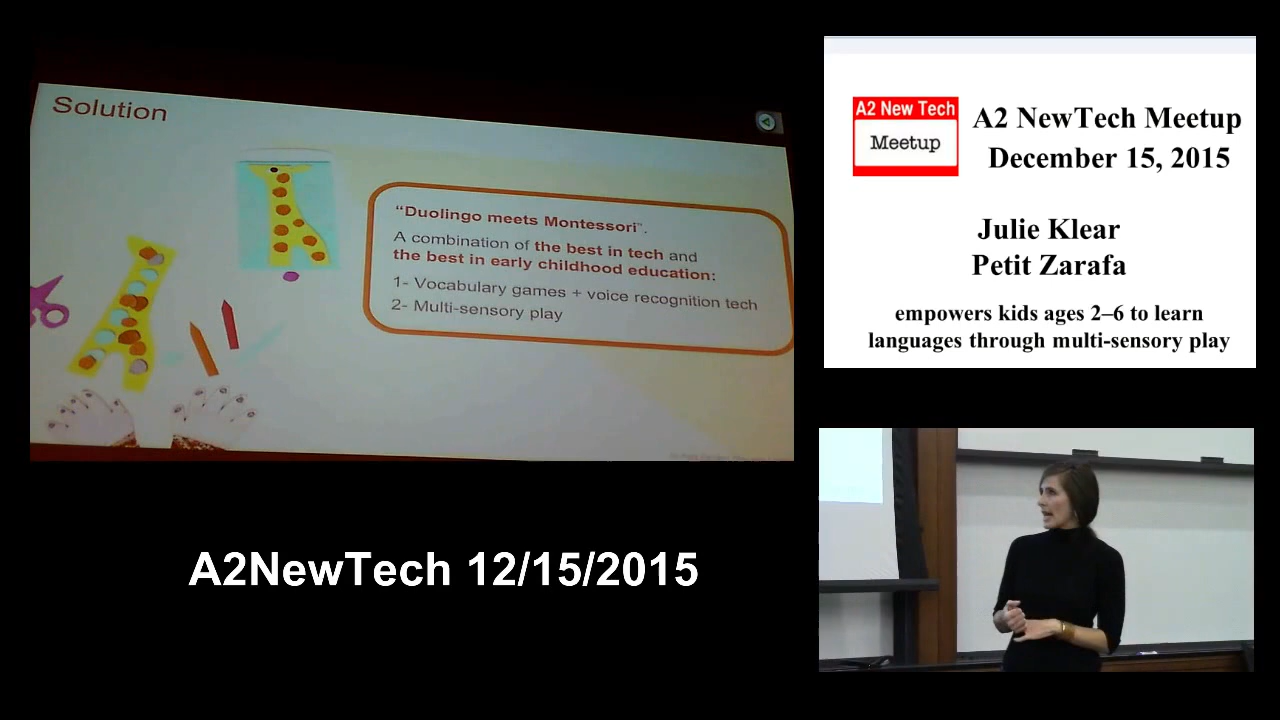 Solution
“Duolingo meets Montessori”.
A combination of the best in tech and
the best in early childhood education:
1- Vocabulary games + voice recognition tech
2- Multi-sensory play
A2 New Tech
Meetup
A2 NewTech Meetup
December 15, 2015
Julie Klear
Petit Zarafa
empowers kids ages 2–6 to learn
languages through multi-sensory play
A2NewTech 12/15/2015